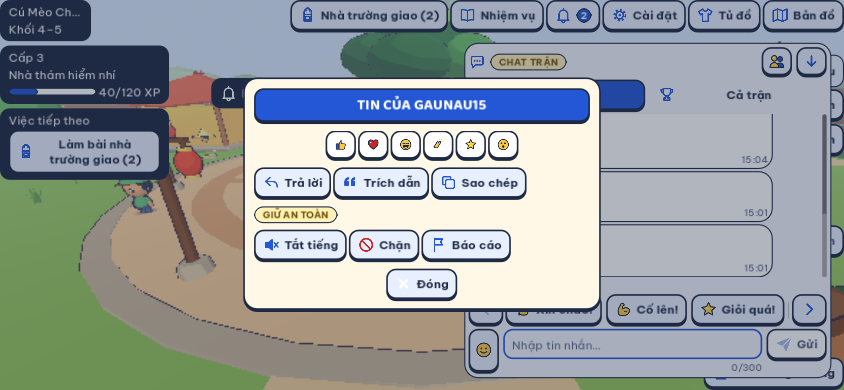 Cú Mèo Ch...
Khối 4-5
Nhà trường giao (2)
Nhiệm vụ
2
Cài đặt
Tủ đồ
Bản đồ
Cấp 3
Nhà thám hiểm nhí
40/120 XP
Việc tiếp theo
Làm bài nhà
trường giao (2)
CHAT TRẬN
Cả trận
15:04
15:01
15:01
TIN CỦA GAUNAU15
Trả lời
Trích dẫn
Sao chép
GIỮ AN TOÀN
Tắt tiếng
Chặn
Báo cáo
Đóng
Cố lên!
Giỏi quá!
Nhập tin nhắn...
Gửi
0/300